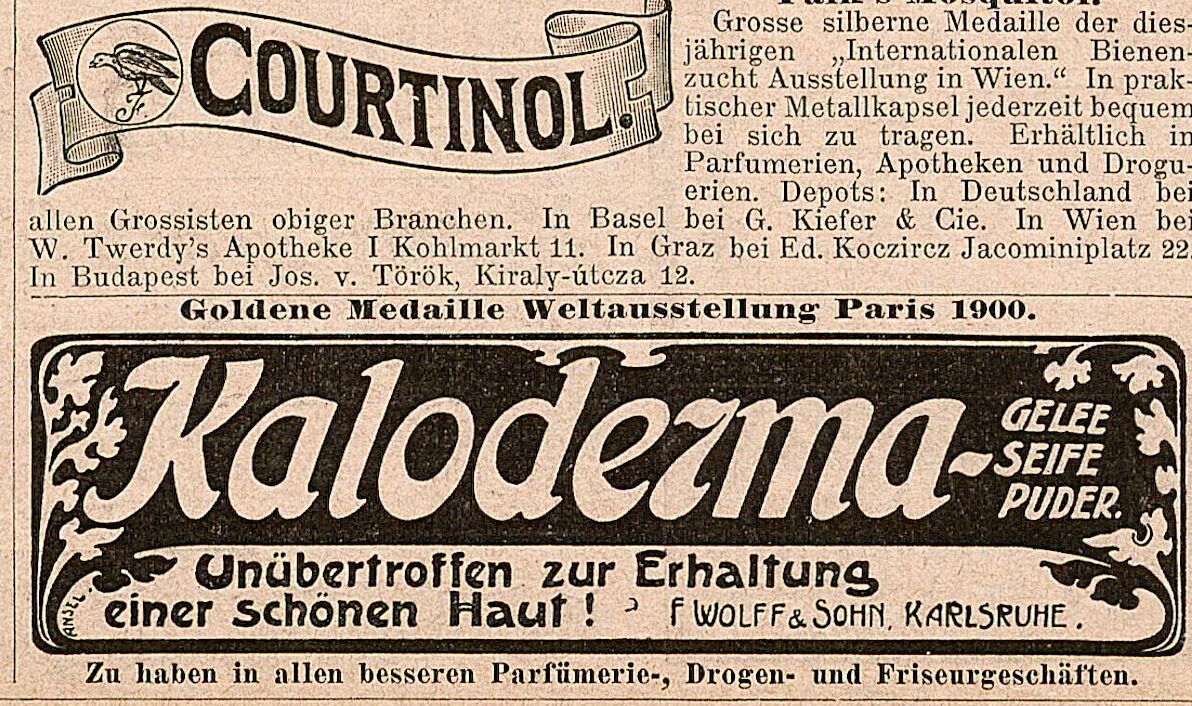 COURTINOL.
Grosse silberne Medaille der dies-
jährigen „Internationalen Bienen-
zucht Ausstellung in Wien.“ In prak-
tischer Metallkapsel jederzeit bequem
bei sich zu tragen. Erhältlich in
Parfumerien, Apotheken und Drogu-
erien. Depots: In Deutschland bei
allen Grossisten obiger Branchen. In Basel bei G. Kiefer & Cie. In Wien bei
W. Twerdy's Apotheke I Kohlmarkt 11. In Graz bei Ed. Koczircz Jacominiplatz 22.
In Budapest bei Jos. v. Török, Kiraly-útcza 12.
Goldene Medaille Weltausstellung Paris 1900.
Kaloderma-
GELEE
SEIFE
PUDER.
Unübertroffen zur Erhaltung
einer schönen Haut! F WOLFF & SOHN, KARLSRUHE.
Zu haben in allen besseren Parfümerie-, Drogen- und Friseurgeschäften.